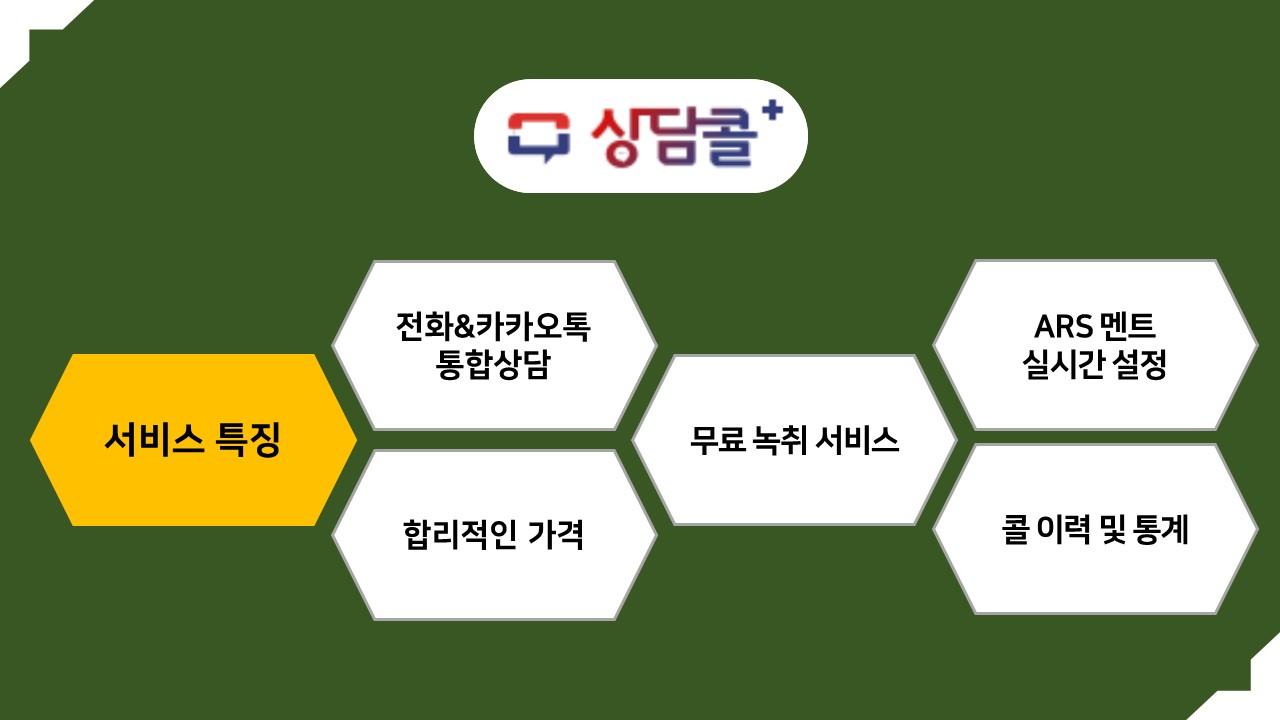 상담콜+
서비스 특징
전화&카카오톡
통합상담
합리적인 가격
무료 녹취 서비스
ARS 멘트
실시간 설정
콜 이력 및 통계